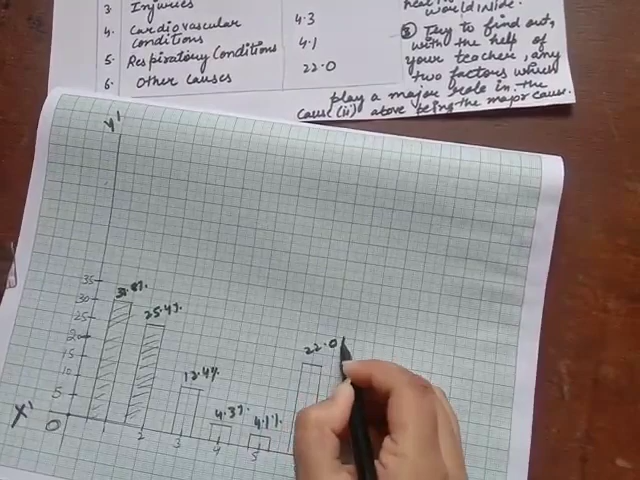 3. Injuries
4. Cardiovascular conditions 4.3
5. Respiratory Conditions 4.1
6. Other causes 22.0
worldwide.
③ Try to find out,
with the help of
your teacher, any
two factors which
play a major role in the
cause (ii) above being the major cause.
Y'
35
30
25
20
15
5
X'
0
2
3
4
5
31.8%
25.4%
12.4%
4.3%
4.1%
22.0